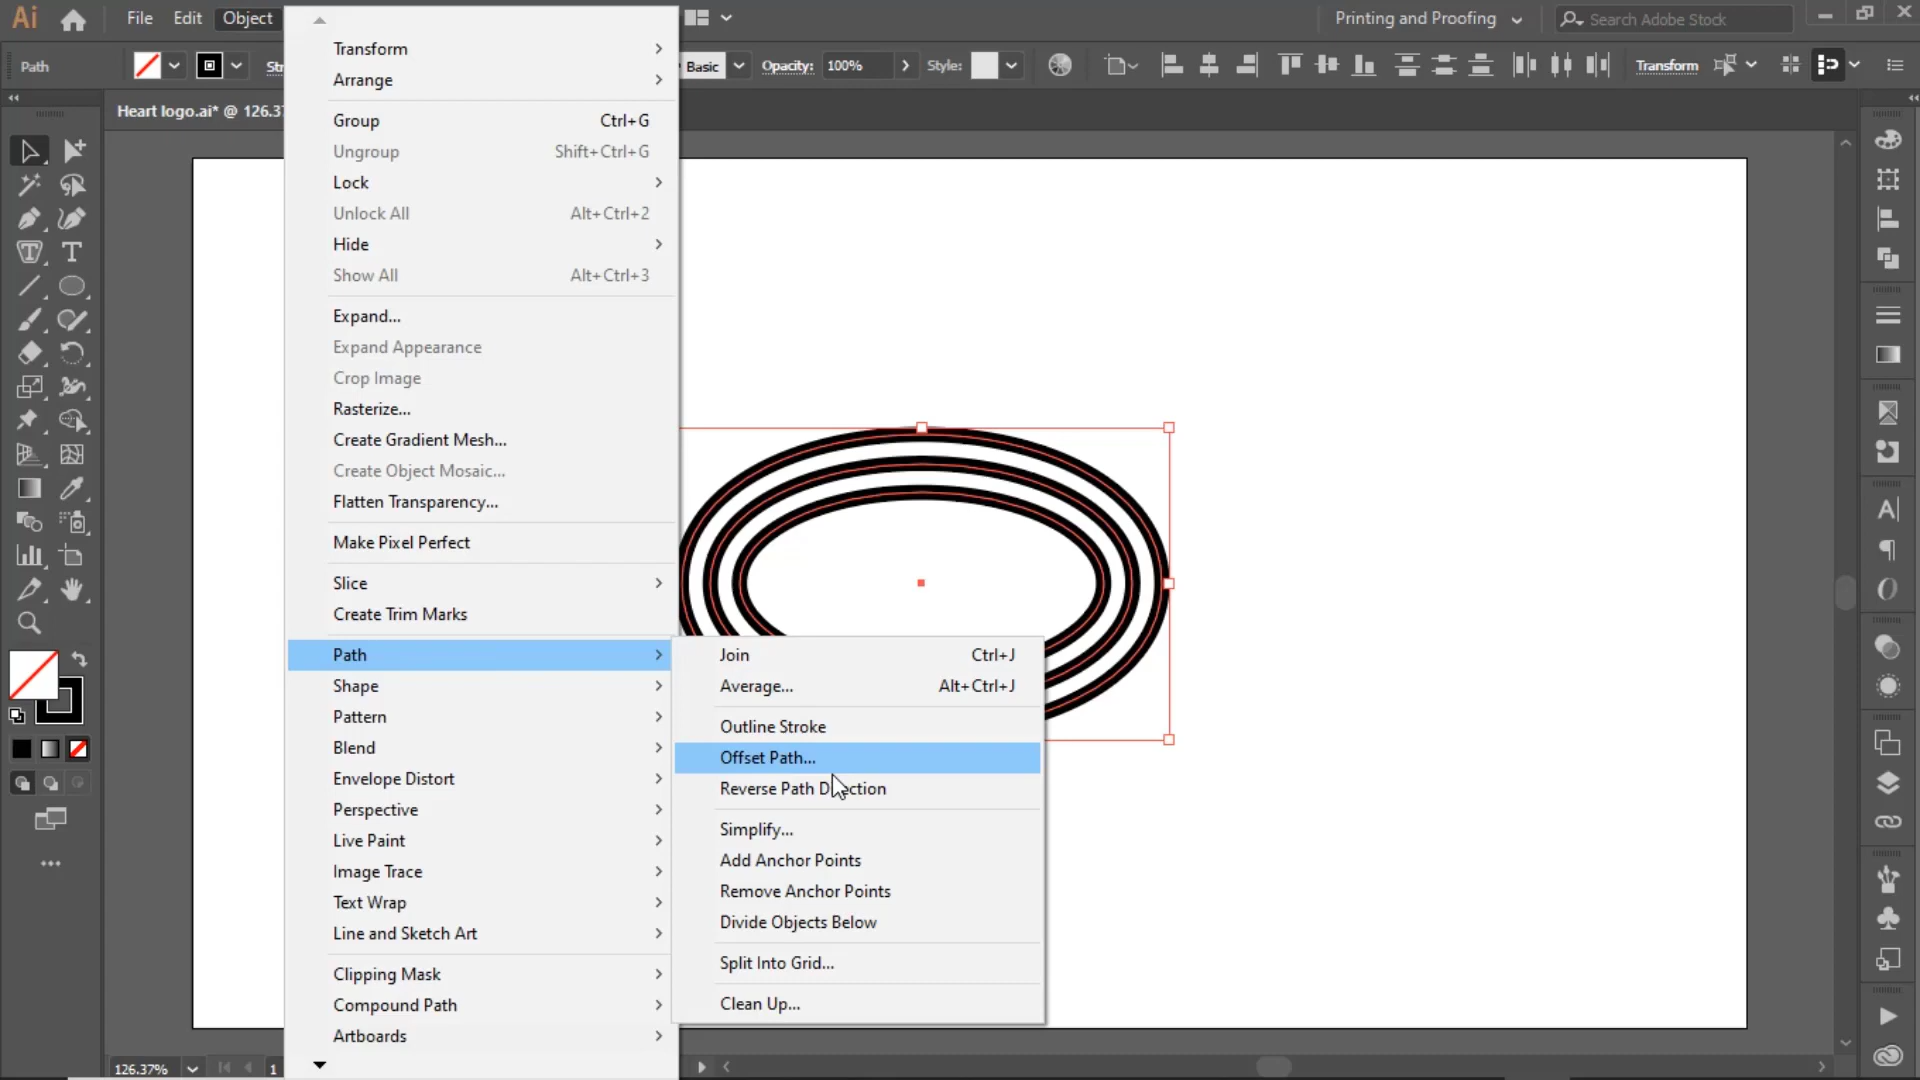 Ai File Edit Object Printing and Proofing Search Adobe Stock
Path Basic Opacity: 100% Style: Transform
Heart logo.ai* @ 126.37
Transform
Arrange
Group Ctrl+G
Ungroup Shift+Ctrl+G
Lock
Unlock All Alt+Ctrl+2
Hide
Show All Alt+Ctrl+3
Expand...
Expand Appearance
Crop Image
Rasterize...
Create Gradient Mesh...
Create Object Mosaic...
Flatten Transparency...
Make Pixel Perfect
Slice
Create Trim Marks
Path
Shape
Pattern
Blend
Envelope Distort
Perspective
Live Paint
Image Trace
Text Wrap
Line and Sketch Art
Clipping Mask
Compound Path
Artboards
Join Ctrl+J
Average... Alt+Ctrl+J
Outline Stroke
Offset Path...
Reverse Path Direction
Simplify...
Add Anchor Points
Remove Anchor Points
Divide Objects Below
Split Into Grid...
Clean Up...
126.37% 1